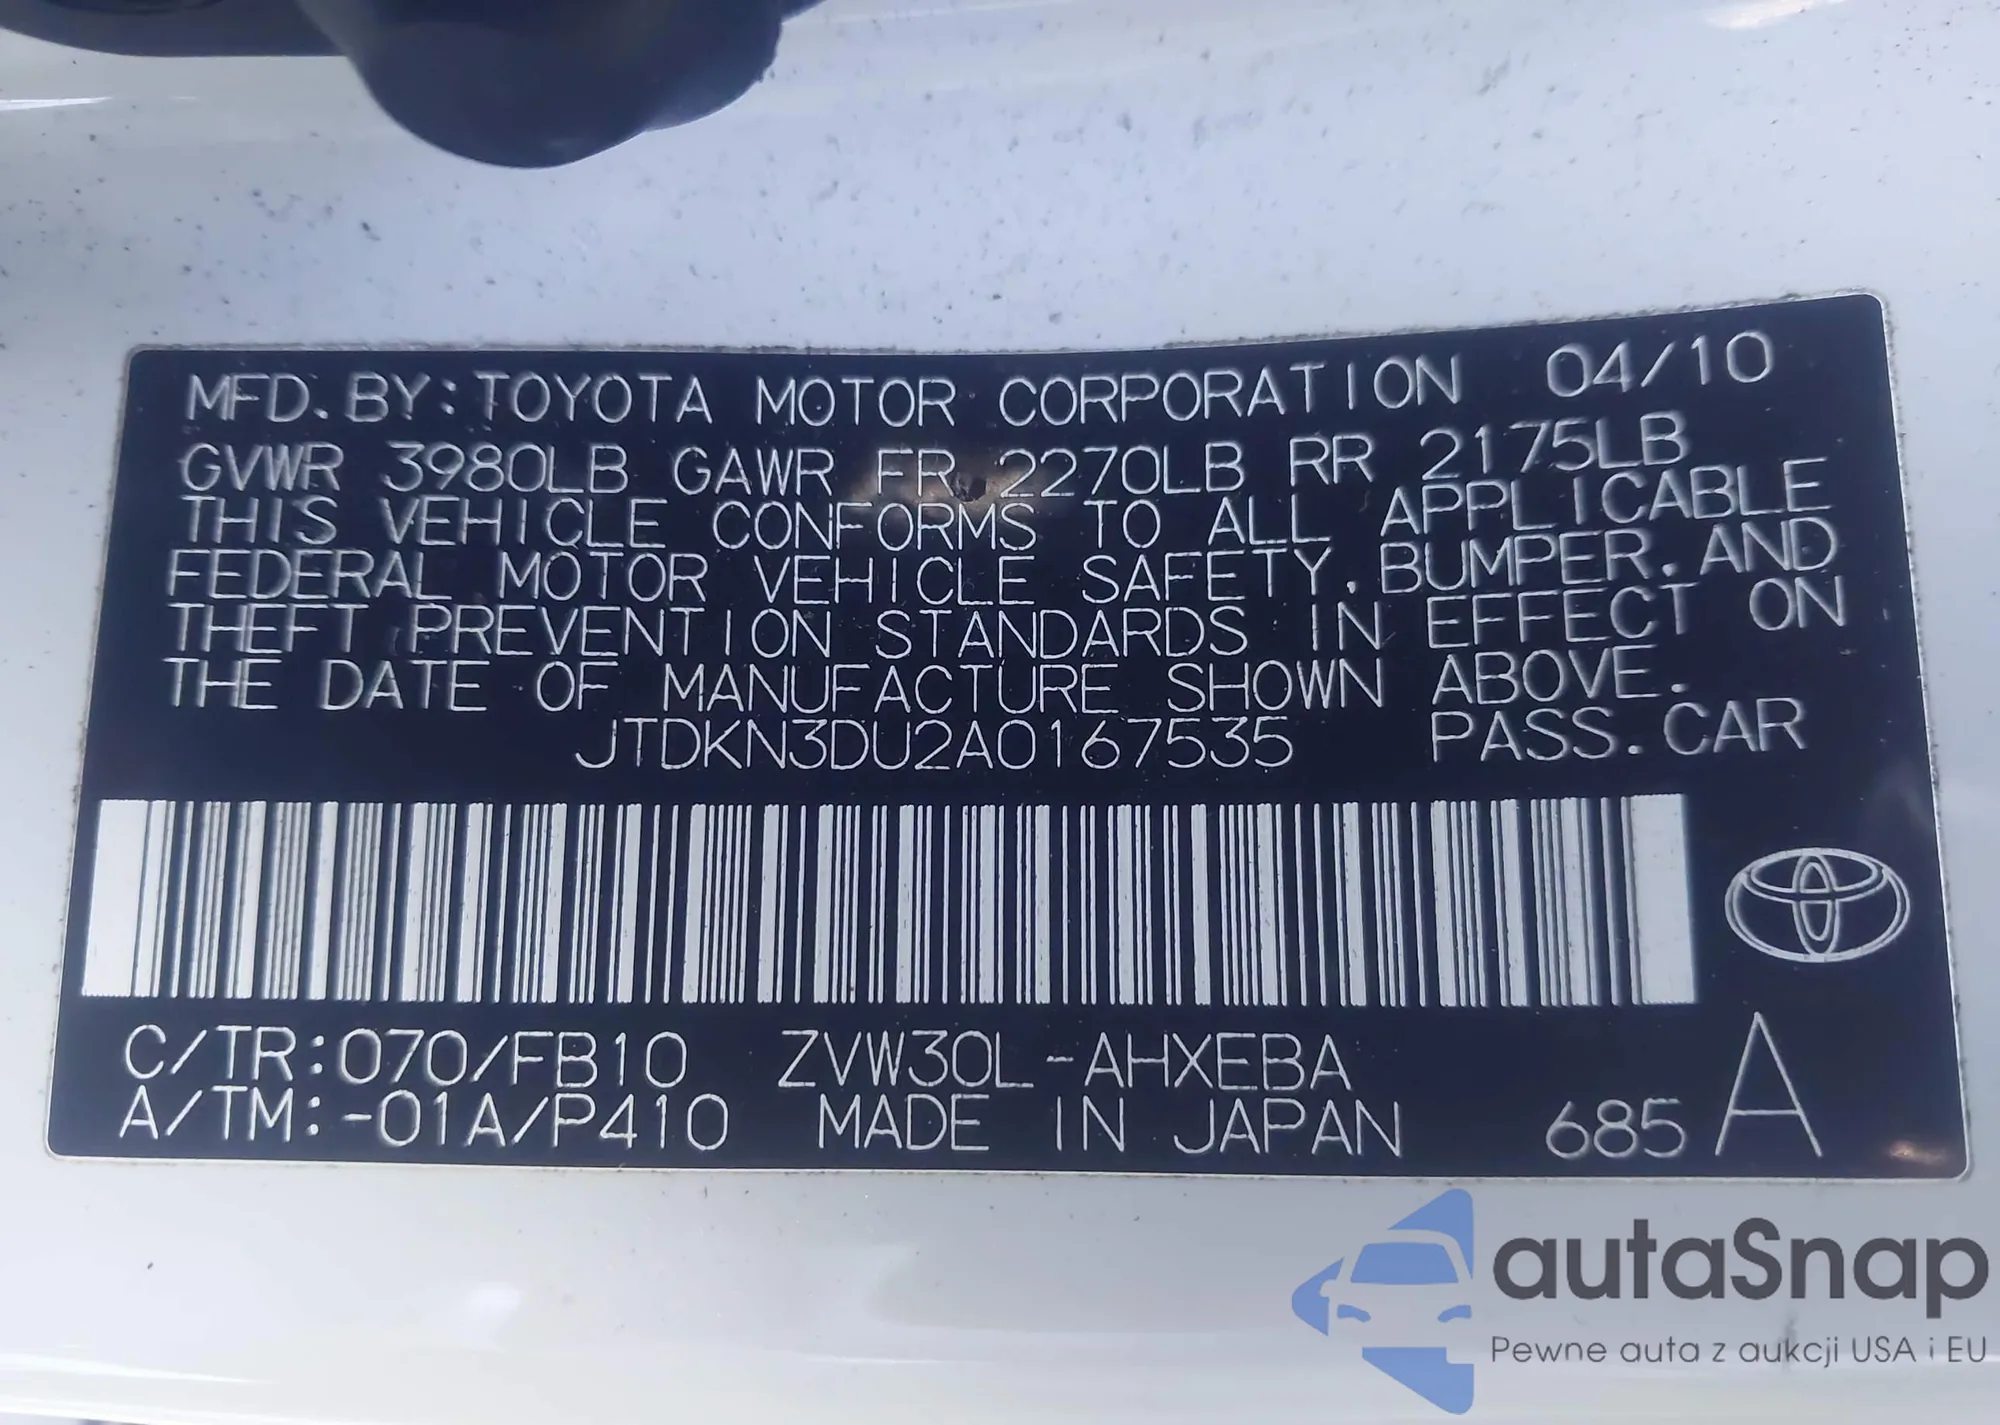 MFD. BY: TOYOTA MOTOR CORPORATION 04/10
GVWR 3980LB GAWR FR 2270LB RR 2175LB
THIS VEHICLE CONFORMS TO ALL APPLICABLE
FEDERAL MOTOR VEHICLE SAFETY, BUMPER, AND
THEFT PREVENTION STANDARDS IN EFFECT ON
THE DATE OF MANUFACTURE SHOWN ABOVE.
JTDKN3DU2A0167535 PASS. CAR
C/TR: 070/FB10 ZVW30L-AHXEBA
A/TM: -01A/P410 MADE IN JAPAN 685 A
autaSnap
Pewne auta z aukcji USA i EU